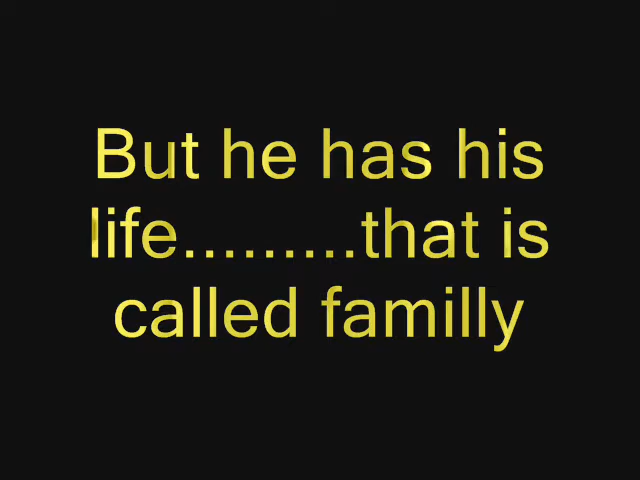 But he has his
life.........that is
called familly